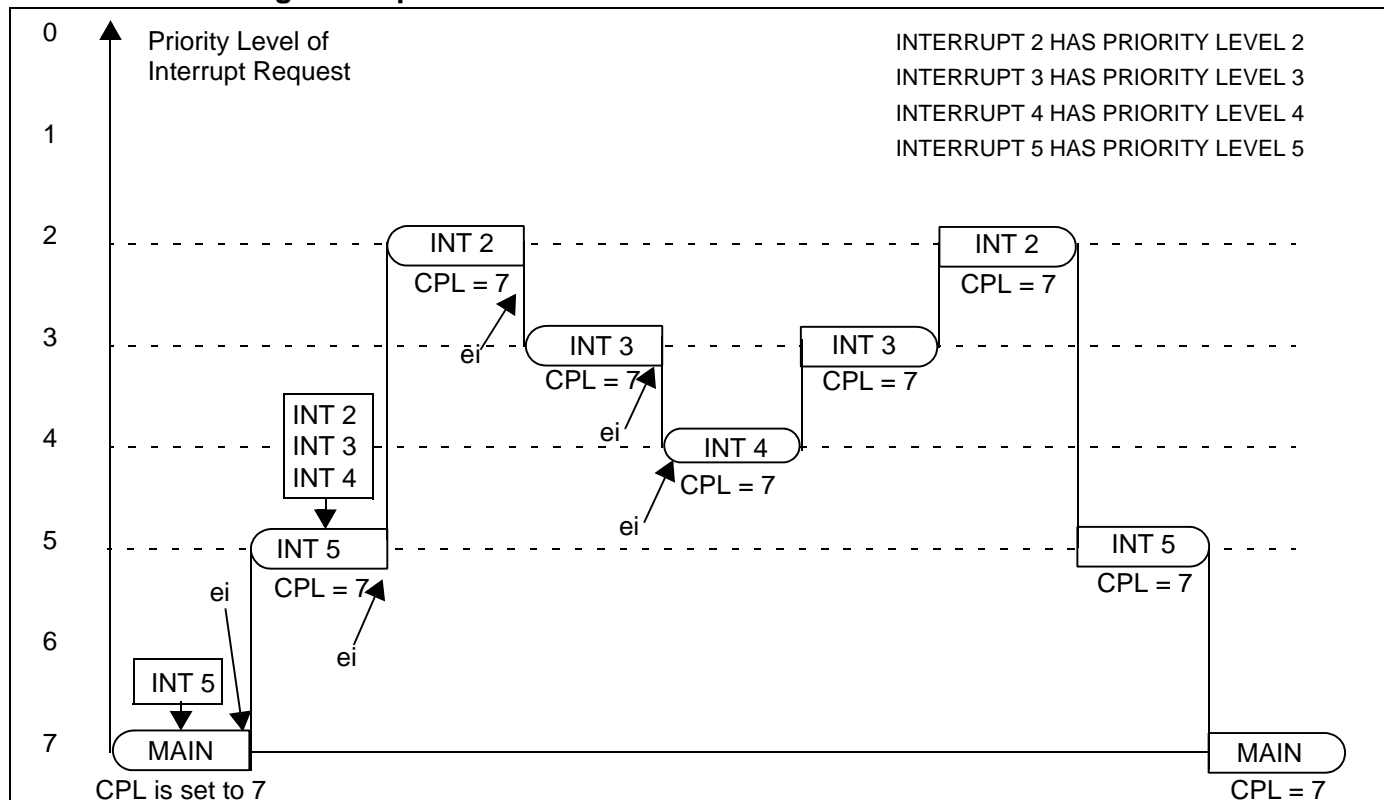 0
Priority Level of
Interrupt Request
INTERRUPT 2 HAS PRIORITY LEVEL 2
INTERRUPT 3 HAS PRIORITY LEVEL 3
INTERRUPT 4 HAS PRIORITY LEVEL 4
INTERRUPT 5 HAS PRIORITY LEVEL 5
1
2
INT 2
CPL = 7
INT 2
CPL = 7
ei
3
INT 3
CPL = 7
INT 3
CPL = 7
ei
INT 2
INT 3
INT 4
4
INT 4
CPL = 7
ei
5
INT 5
CPL = 7
INT 5
CPL = 7
ei
ei
6
INT 5
7
MAIN
CPL is set to 7
MAIN
CPL = 7